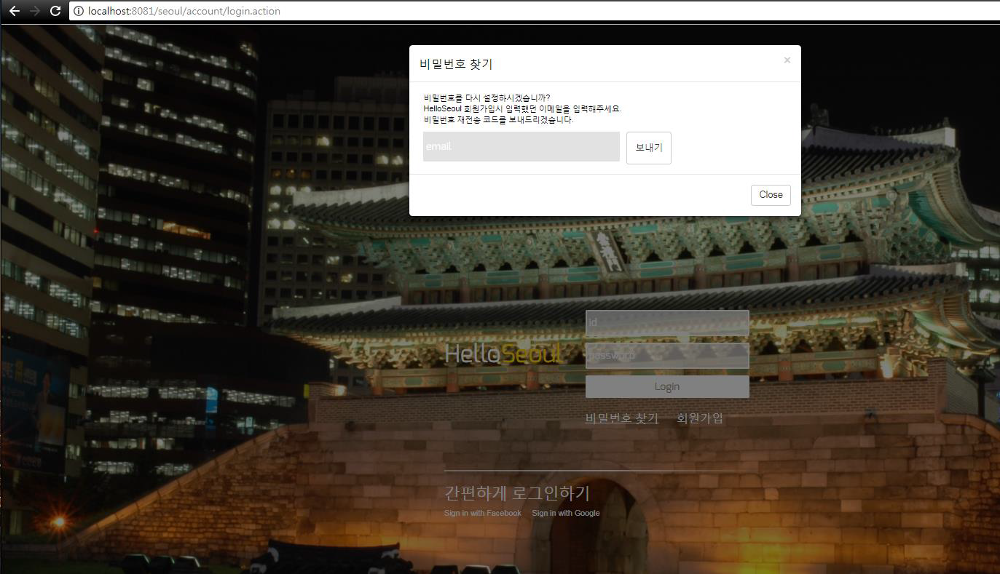 localhost:8081/seoul/account/login.action
비밀번호 찾기
×
비밀번호를 다시 설정하시겠습니까?
HelloSeoul 회원가입시 입력했던 이메일을 입력해주세요.
비밀번호 재전송 코드를 보내드리겠습니다.
email
보내기
Close
崇禮門
id
HelloSeoul
password
Login
비밀번호 찾기 회원가입
간편하게 로그인하기
Sign in with Facebook Sign in with Google